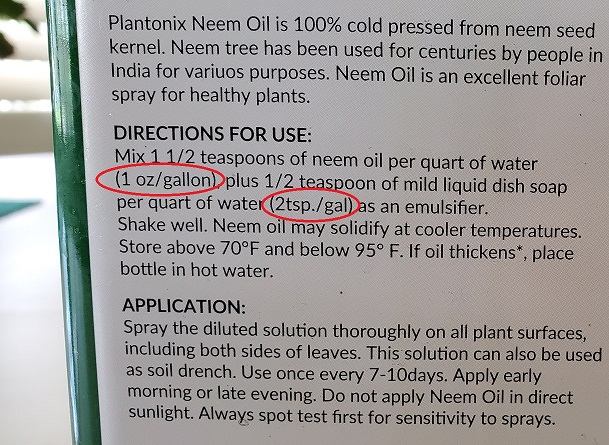 Plantonix Neem Oil is 100% cold pressed from neem seed
kernel. Neem tree has been used for centuries by people in
India for variuos purposes. Neem Oil is an excellent foliar
spray for healthy plants.
DIRECTIONS FOR USE:
Mix 1 1/2 teaspoons of neem oil per quart of water
(1 oz/gallon), plus 1/2 teaspoon of mild liquid dish soap
per quart of water (2tsp./gal) as an emulsifier.
Shake well. Neem oil may solidify at cooler temperatures.
Store above 70°F and below 95° F. If oil thickens*, place
bottle in hot water.
APPLICATION:
Spray the diluted solution thoroughly on all plant surfaces,
including both sides of leaves. This solution can also be used
as soil drench. Use once every 7-10days. Apply early
morning or late evening. Do not apply Neem Oil in direct
sunlight. Always spot test first for sensitivity to sprays.